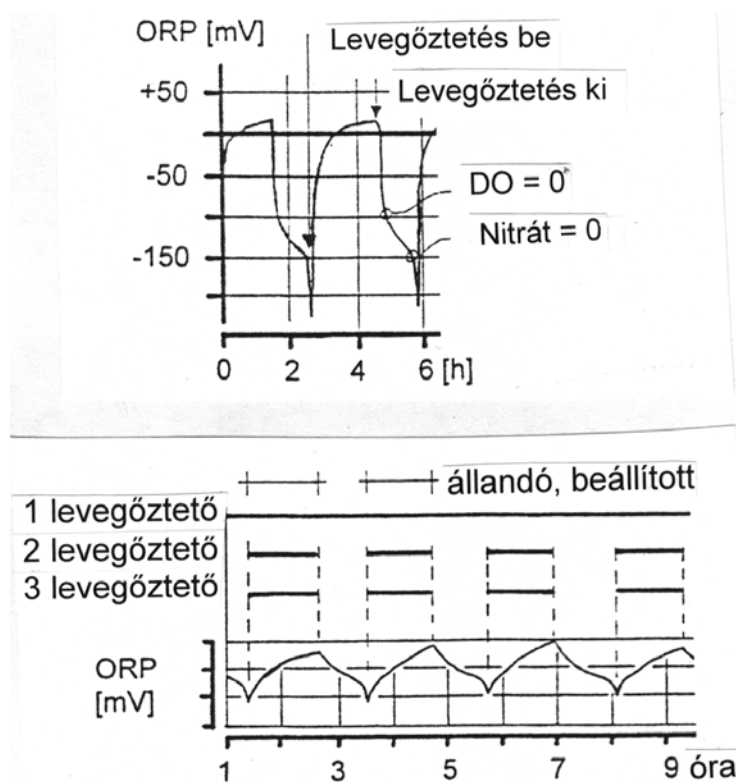 ORP [mV]
Levegőztetés be
+50
Levegőztetés ki
-50
DO = 0
-150
Nitrát = 0
0 2 4 6 [h]
állandó, beállított
1 levegőztető
2 levegőztető
3 levegőztető
ORP
[mV]
1 3 5 7 9 óra